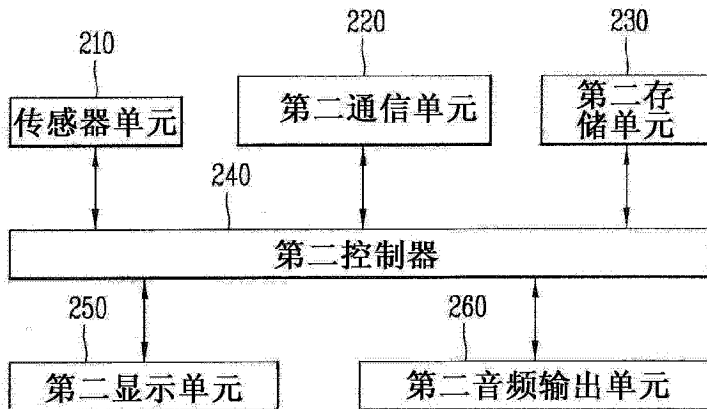 210
220
230
传感器单元
第二通信单元
第二存
储单元
240
第二控制器
250
260
第二显示单元
第二音频输出单元